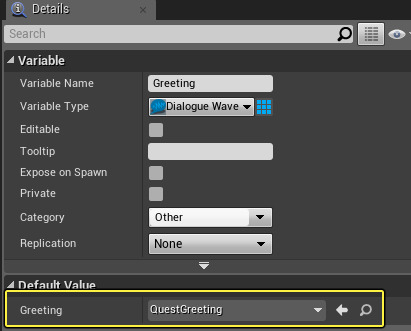 Details
Search
Variable
Variable Name Greeting
Variable Type Dialogue Wave
Editable
Tooltip
Expose on Spawn
Private
Category Other
Replication None
Default Value
Greeting QuestGreeting